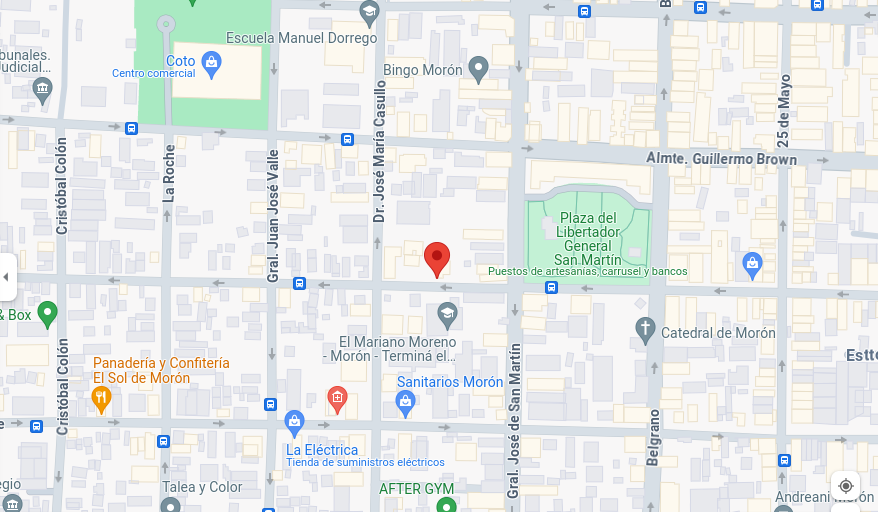 Escuela Manuel Dorrego
Coto
Centro comercial
Bingo Morón
bunales.
Judicial...
Cristóbal Colón
La Roche
Gral. Juan José Valle
Dr. José María Casullo
Almte. Guillermo Brown
25 de Mayo
B
Plaza del
Libertador
General
San Martín
Puestos de artesanías, carrusel y bancos
& Box
El Mariano Moreno
- Morón - Terminá el...
Catedral de Morón
Estto
Panadería y Confitería
El Sol de Morón
Cristóbal Colón
Sanitarios Morón
Gral. José de San Martín
Belgrano
e
La Eléctrica
Tienda de suministros eléctricos
egio
Talea y Color
AFTER GYM
Andreani Morón